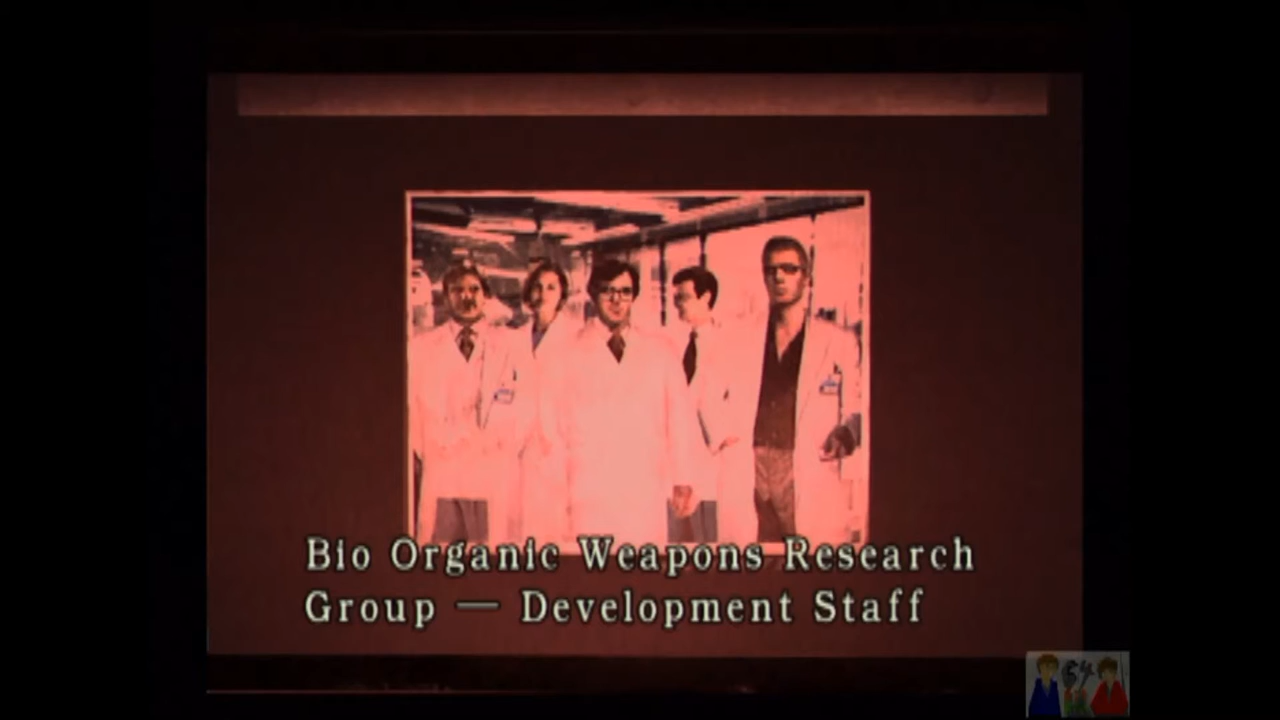 Bio Organic Weapons Research
Group — Development Staff